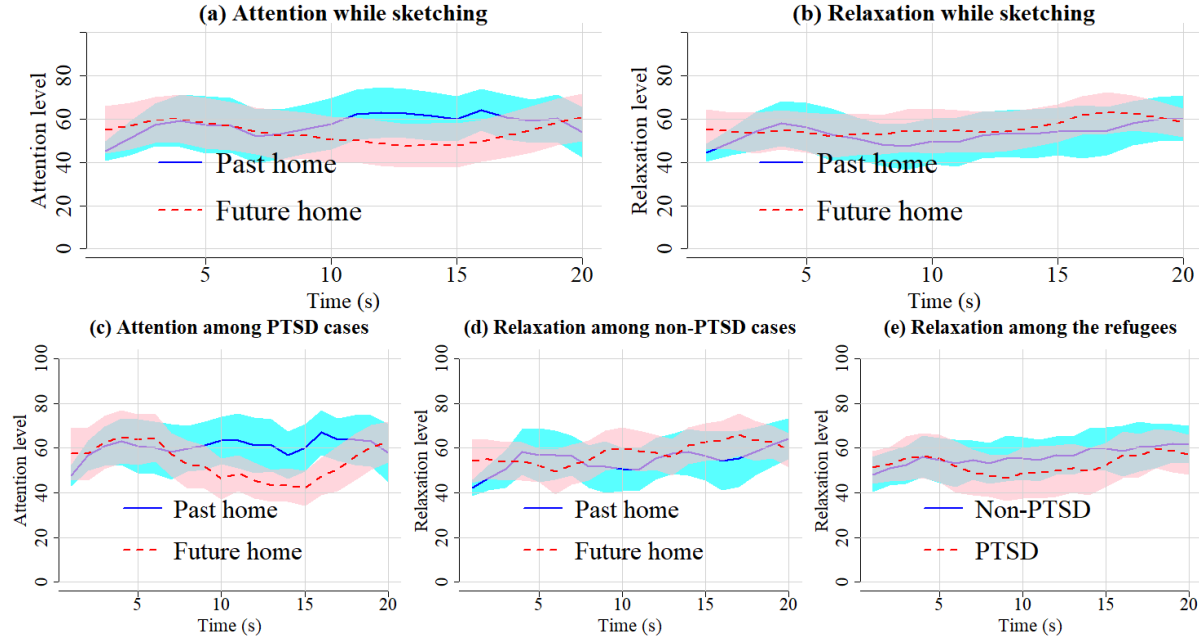 (a) Attention while sketching
Attention level
0 20 40 60 80
Past home
Future home
5 10 15 20
Time (s)
(b) Relaxation while sketching
Relaxation level
0 20 40 60 80
Past home
Future home
5 10 15 20
Time (s)
(c) Attention among PTSD cases
Attention level
0 20 40 60 80 100
Past home
Future home
5 10 15 20
Time (s)
(d) Relaxation among non-PTSD cases
Relaxation level
0 20 40 60 80 100
Past home
Future home
5 10 15 20
Time (s)
(e) Relaxation among the refugees
Relaxation level
0 20 40 60 80 100
Non-PTSD
PTSD
5 10 15 20
Time (s)